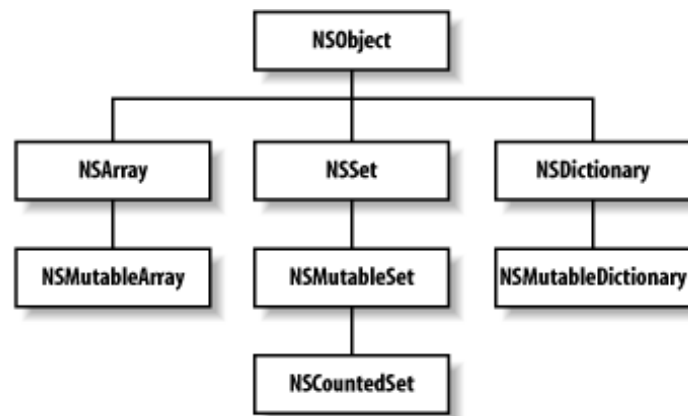 NSObject
NSArray
NSSet
NSDictionary
NSMutableArray
NSMutableSet
NSMutableDictionary
NSCountedSet